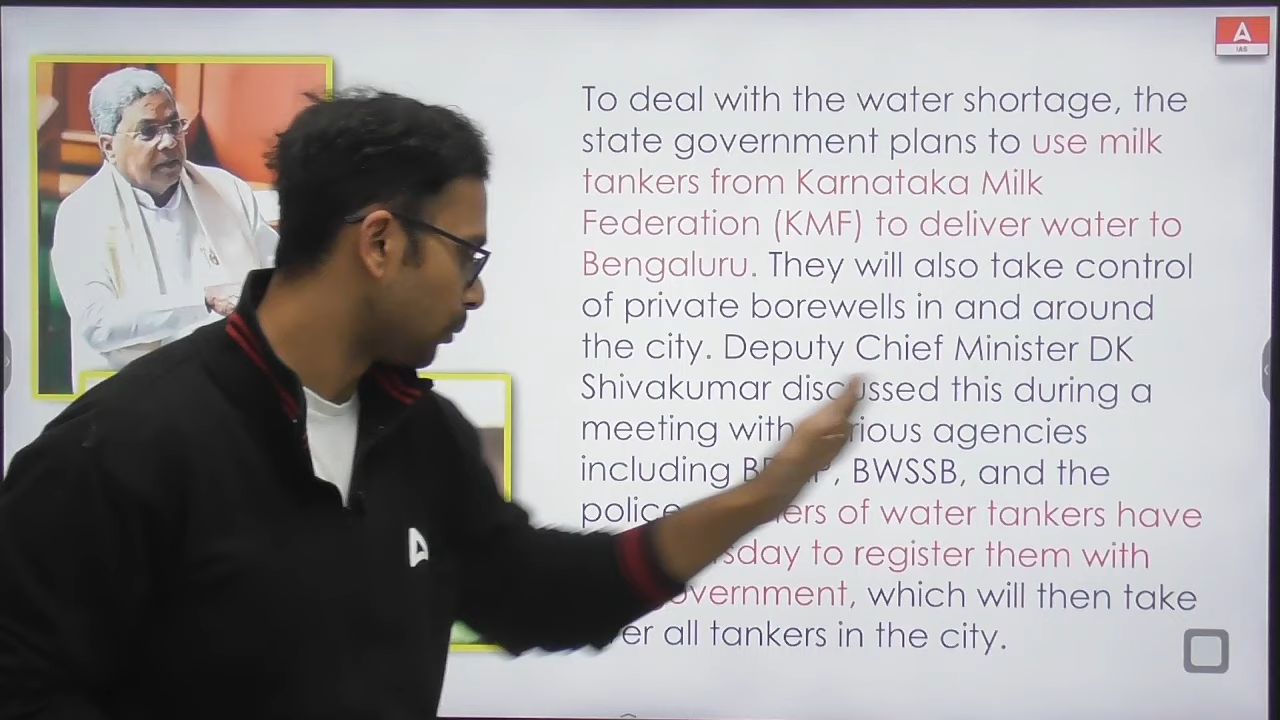 A
IAS
To deal with the water shortage, the
state government plans to use milk
tankers from Karnataka Milk
Federation (KMF) to deliver water to
Bengaluru. They will also take control
of private borewells in and around
the city. Deputy Chief Minister DK
Shivakumar discussed this during a
meeting with agencies
including BWSSB, and the
police of water tankers have
to register them with
government, which will then take
all tankers in the city.